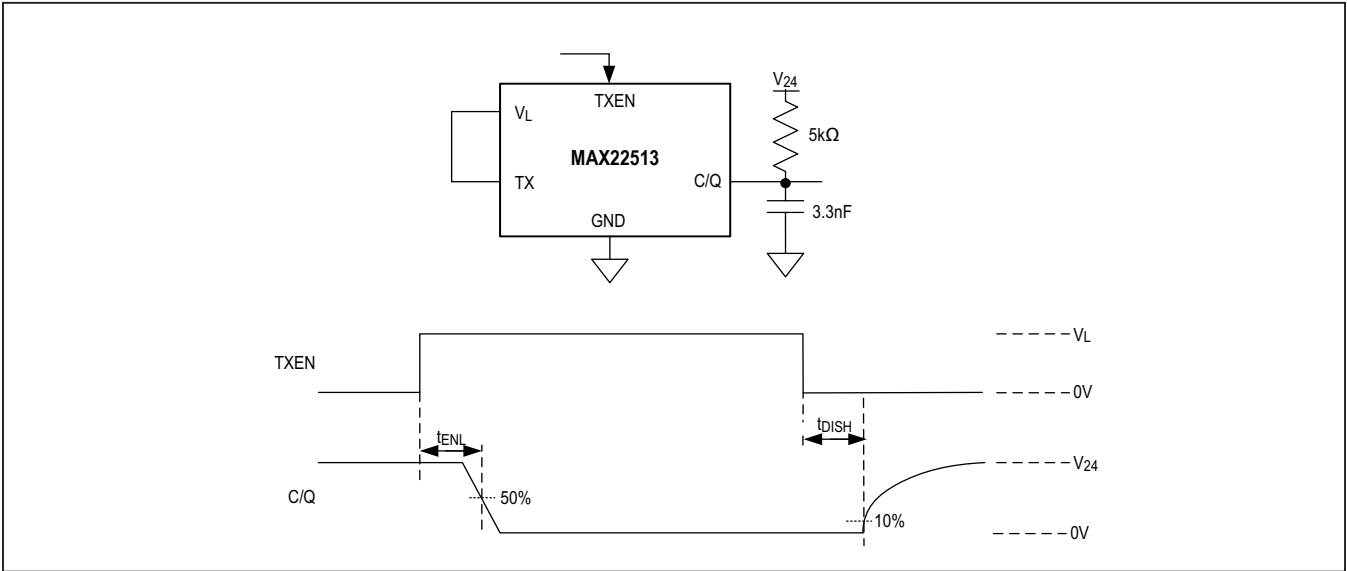 V24
TXEN
VL
5kΩ
MAX22513
TX
C/Q
3.3nF
GND
VL
TXEN
0V
tENL
tDISH
V24
C/Q
50%
10%
0V